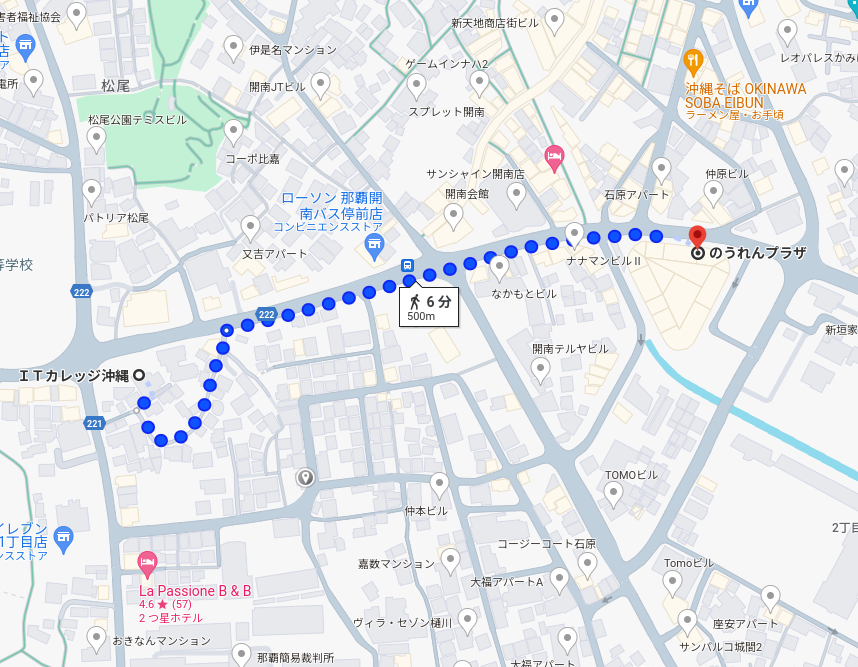 害者福祉協会
新天地商店街ビル
伊是名マンション
レオパレスかみ
ゲームインナハ2
電所
松尾
開南JTビル
沖縄そば OKINAWA
SOBA EIBUN
ラーメン屋・お手頃
スプレット開南
松尾公園テミスビル
コーポ比嘉
サンシャイン開南店
仲原ビル
開南会館
石原アパート
ローソン 那覇開
南バス停前店
コンビニエンスストア
パトリア松尾
又吉アパート
のうれんプラザ
ナナマンビルⅡ
等学校
222
なかもとビル
6 分
500m
222
新垣家
開南テルヤビル
ＩＴカレッジ沖縄
221
TOMOビル
仲本ビル
イレブン
1丁目店
ンスストア
2丁目
コージーコート石原
嘉数マンション
Tomoビル
大福アパートA
La Passione B & B
4.6 ★ (57)
2 つ星ホテル
ヴィラ・セゾン樋川
座安アパート
おきなんマンション
サンパルコ城間2
那覇簡易裁判所
大福アパート